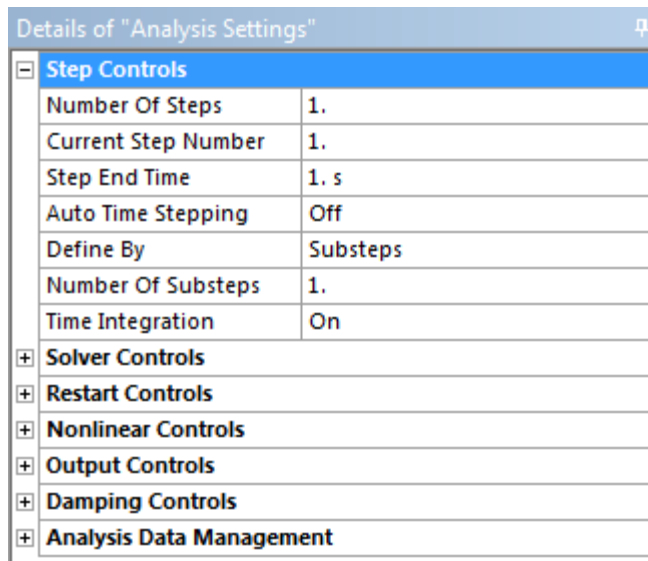 Details of "Analysis Settings"
Step Controls
Number Of Steps 1.
Current Step Number 1.
Step End Time 1. s
Auto Time Stepping Off
Define By Substeps
Number Of Substeps 1.
Time Integration On
Solver Controls
Restart Controls
Nonlinear Controls
Output Controls
Damping Controls
Analysis Data Management